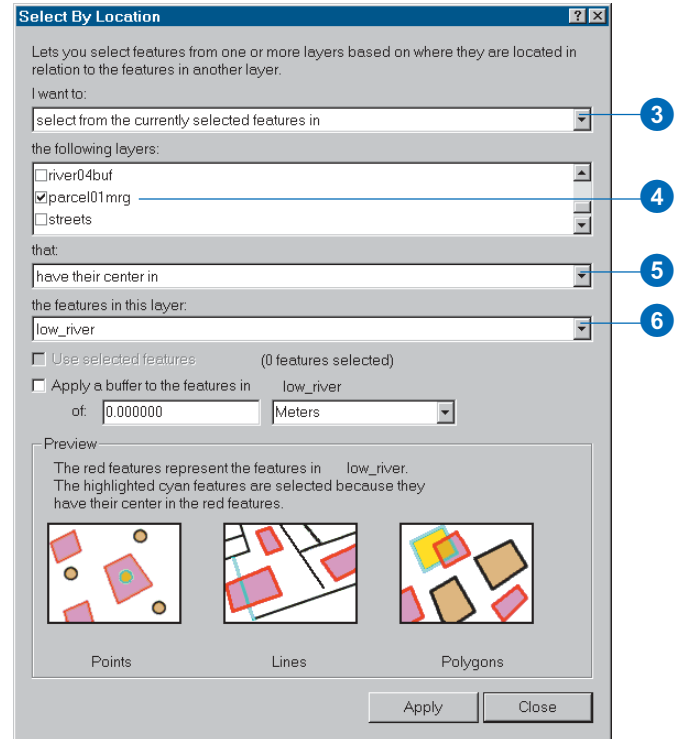 Select By Location
Lets you select features from one or more layers based on where they are located in
relation to the features in another layer.
I want to:
select from the currently selected features in
3
the following layers:
river04buf
parcel01mrg
4
streets
that:
have their center in
5
the features in this layer:
low_river
6
Use selected features (0 features selected)
Apply a buffer to the features in low_river
of: 0.000000 Meters
Preview
The red features represent the features in low_river.
The highlighted cyan features are selected because they
have their center in the red features.
Points Lines Polygons
Apply Close